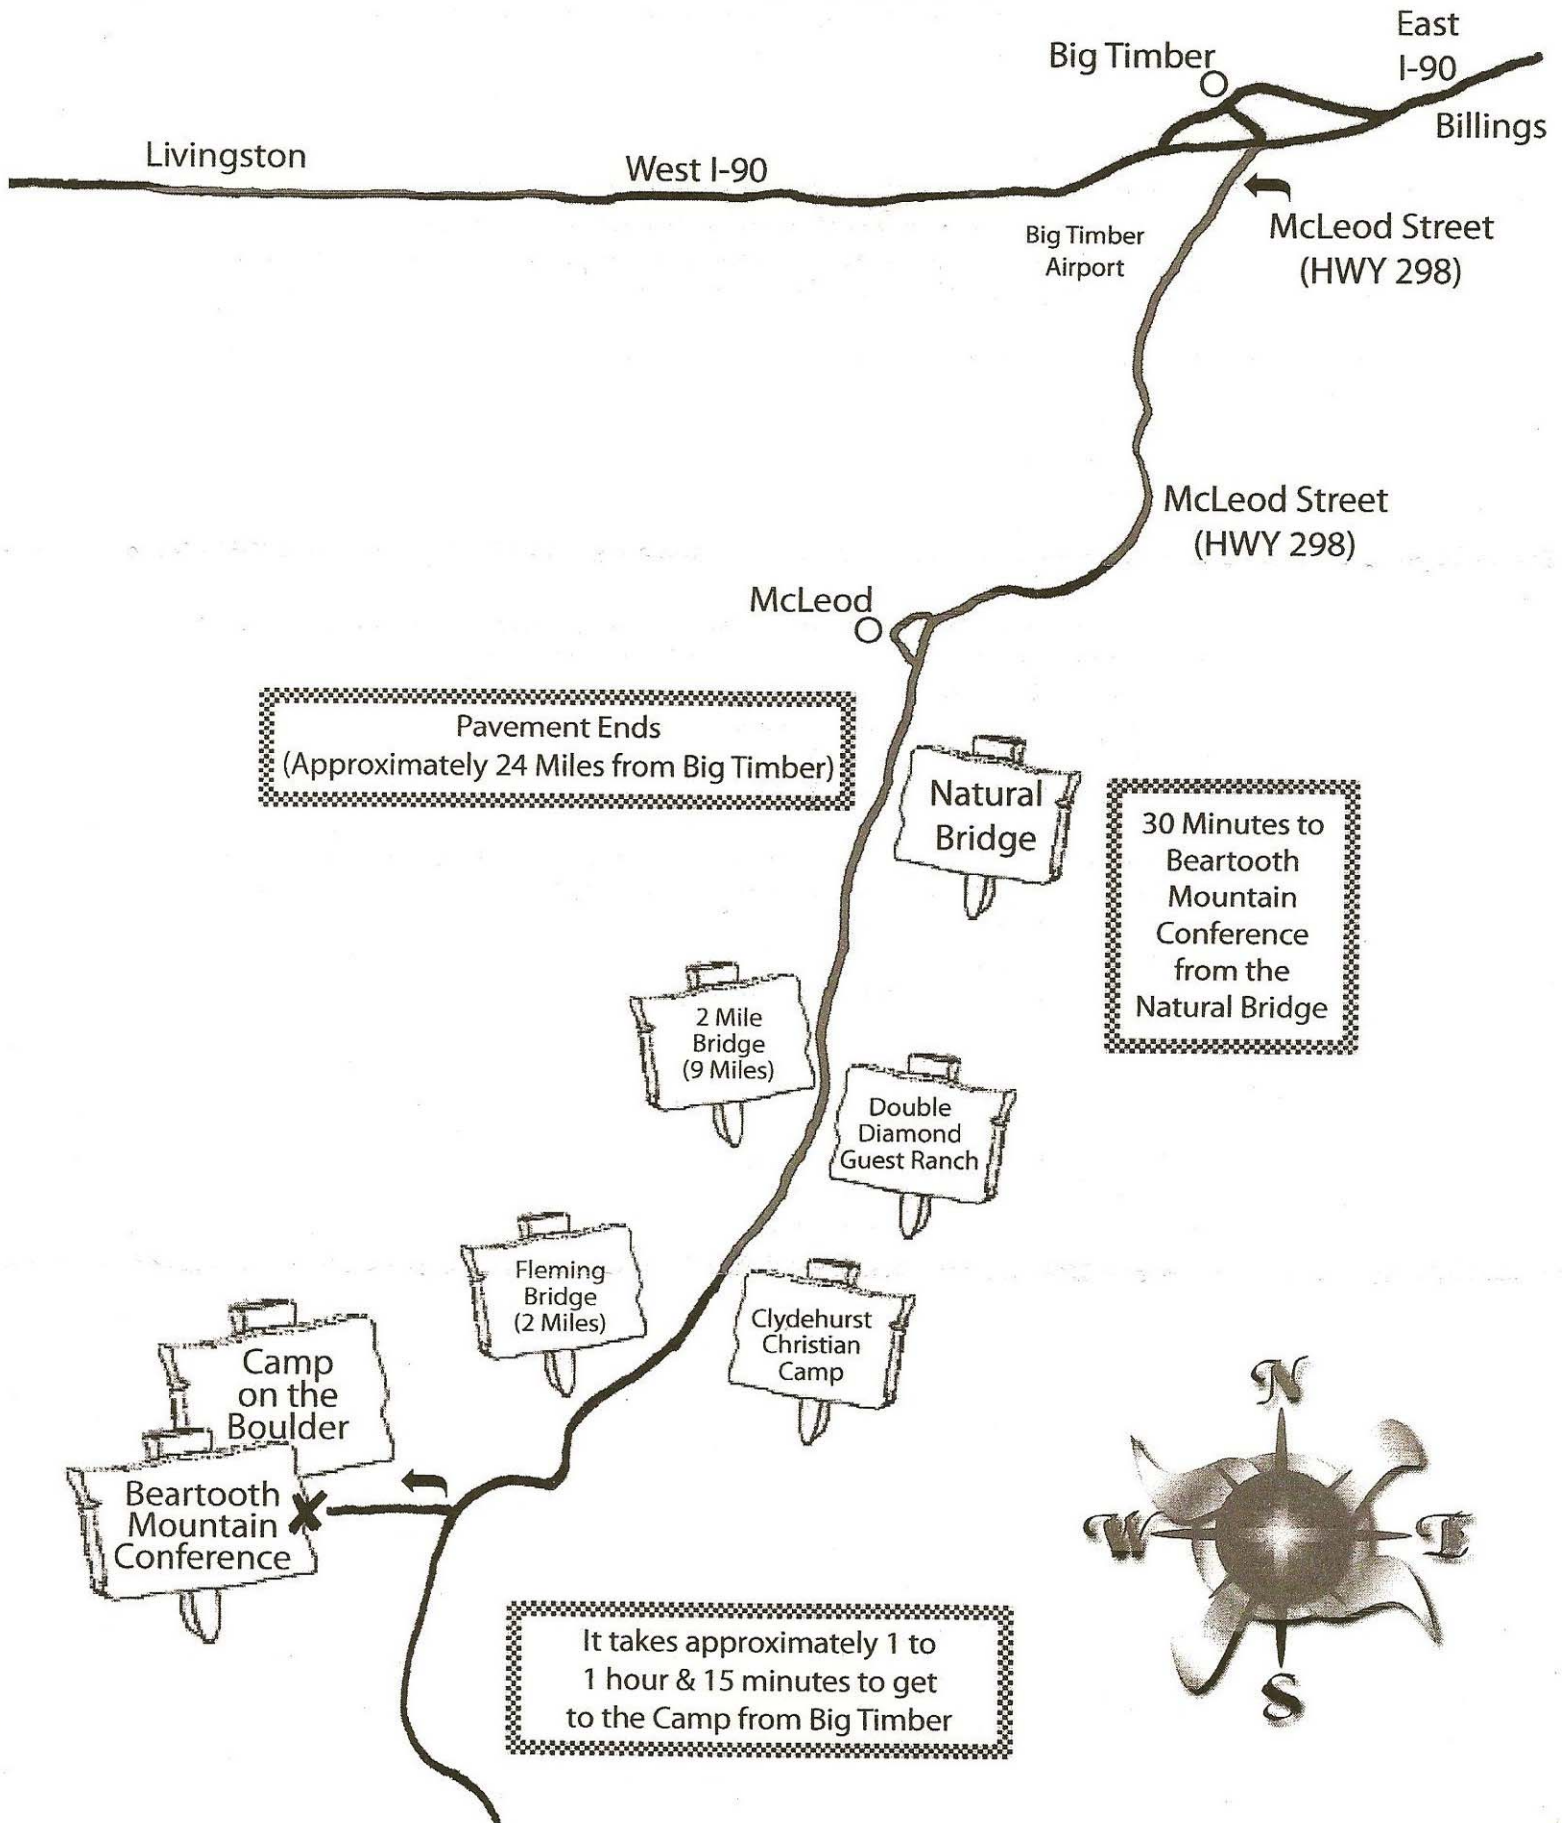 East
I-90
Big Timber
Billings
Livingston
West I-90
McLeod Street
(HWY 298)
Big Timber
Airport
McLeod Street
(HWY 298)
McLeod
Pavement Ends
(Approximately 24 Miles from Big Timber)
Natural
Bridge
30 Minutes to
Beartooth
Mountain
Conference
from the
Natural Bridge
2 Mile
Bridge
(9 Miles)
Double
Diamond
Guest Ranch
Fleming
Bridge
(2 Miles)
Clydehurst
Christian
Camp
Camp
on the
Boulder
Beartooth
Mountain
Conference
N
W
E
S
It takes approximately 1 to
1 hour & 15 minutes to get
to the Camp from Big Timber